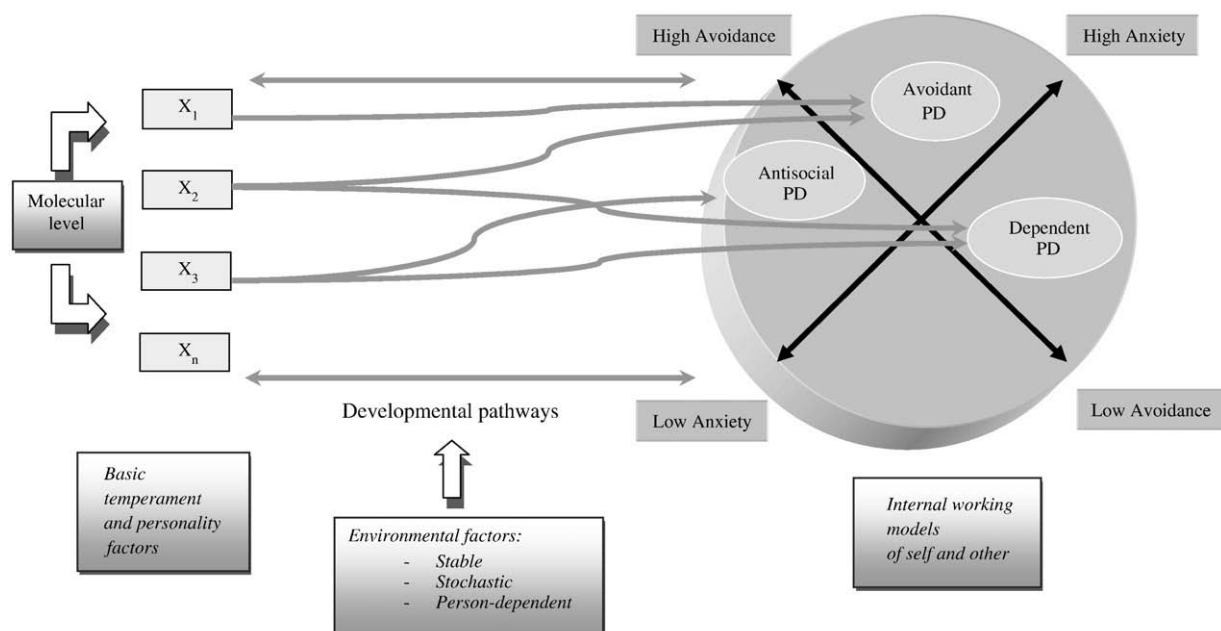 High Avoidance
High Anxiety
X1
Avoidant
PD
Molecular
level
X2
Antisocial
PD
Dependent
PD
X3
Xn
Developmental pathways
Low Anxiety
Low Avoidance
Basic
temperament
and personality
factors
Environmental factors:
- Stable
- Stochastic
- Person-dependent
Internal working
models
of self and other